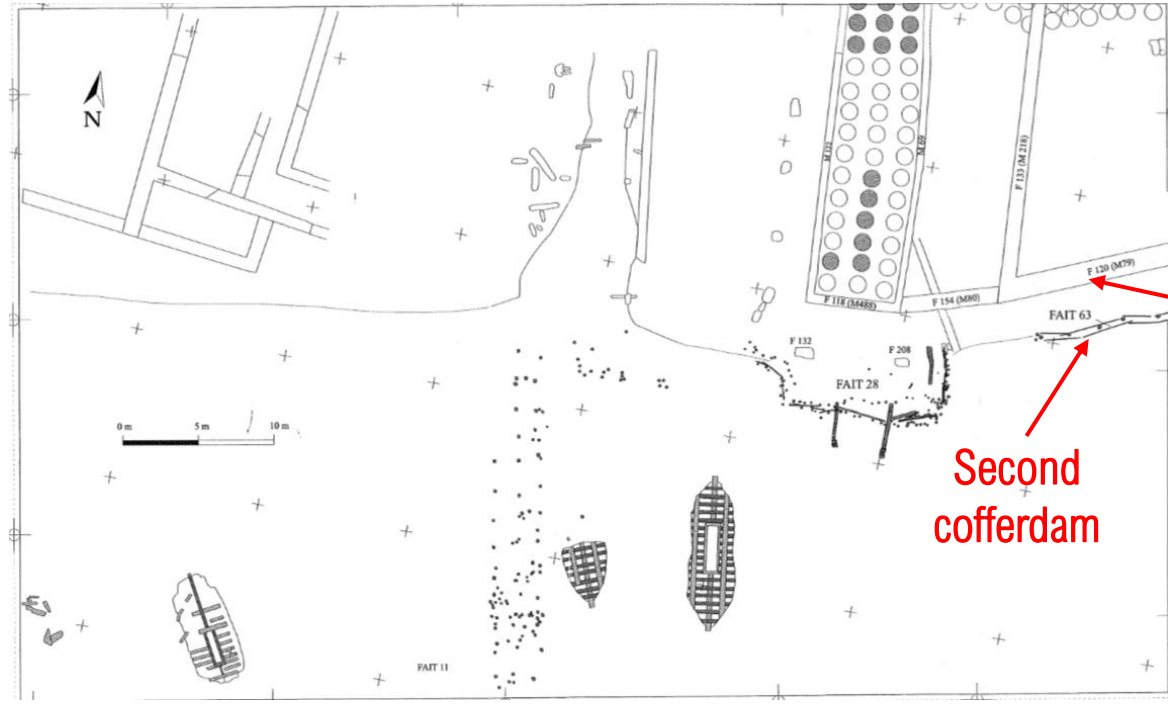 N
M 122
M 69
F 133 (M 218)
F 120 (M79)
F 118 (M488)
F 154 (M80)
FAIT 63
F 132
F 208
FAIT 28
0 m
5 m
10 m
Second
cofferdam
FAIT 11